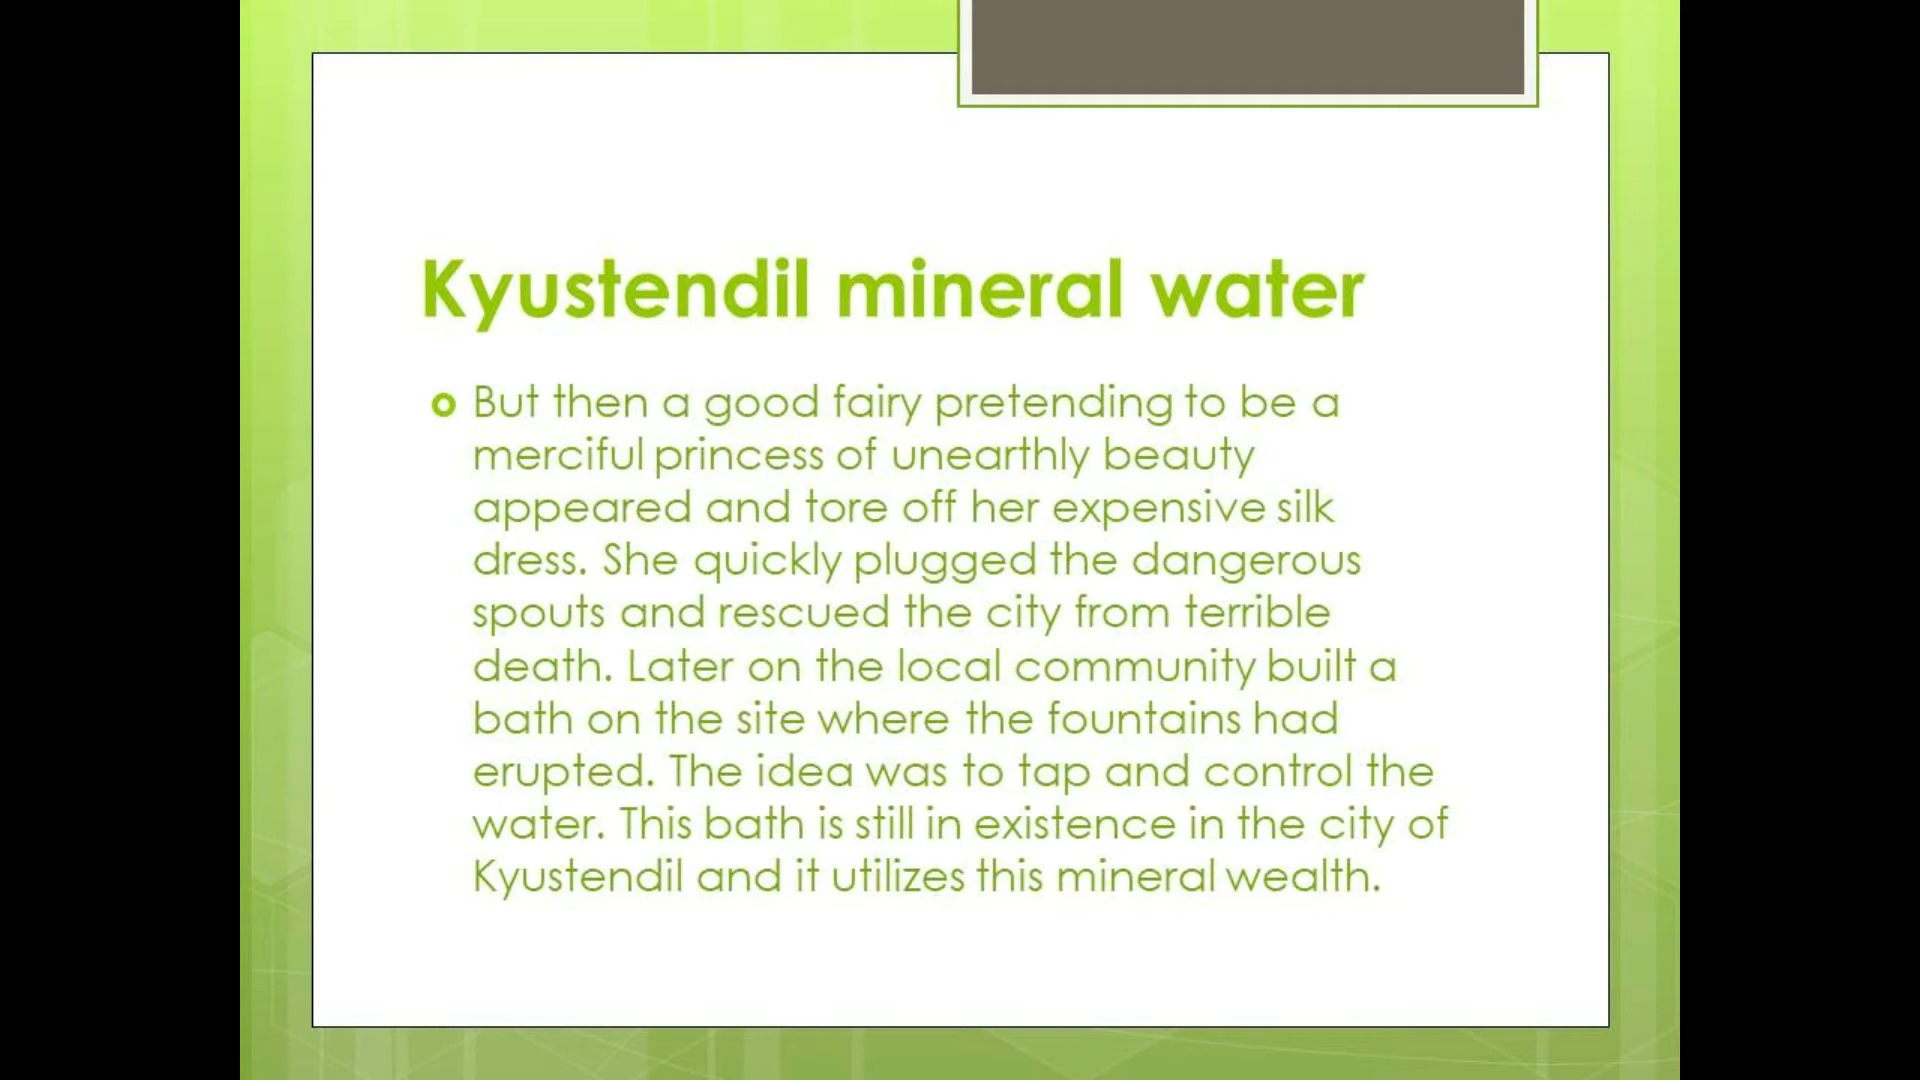 Kyustendil mineral water
But then a good fairy pretending to be a
merciful princess of unearthly beauty
appeared and tore off her expensive silk
dress. She quickly plugged the dangerous
spouts and rescued the city from terrible
death. Later on the local community built a
bath on the site where the fountains had
erupted. The idea was to tap and control the
water. This bath is still in existence in the city of
Kyustendil and it utilizes this mineral wealth.